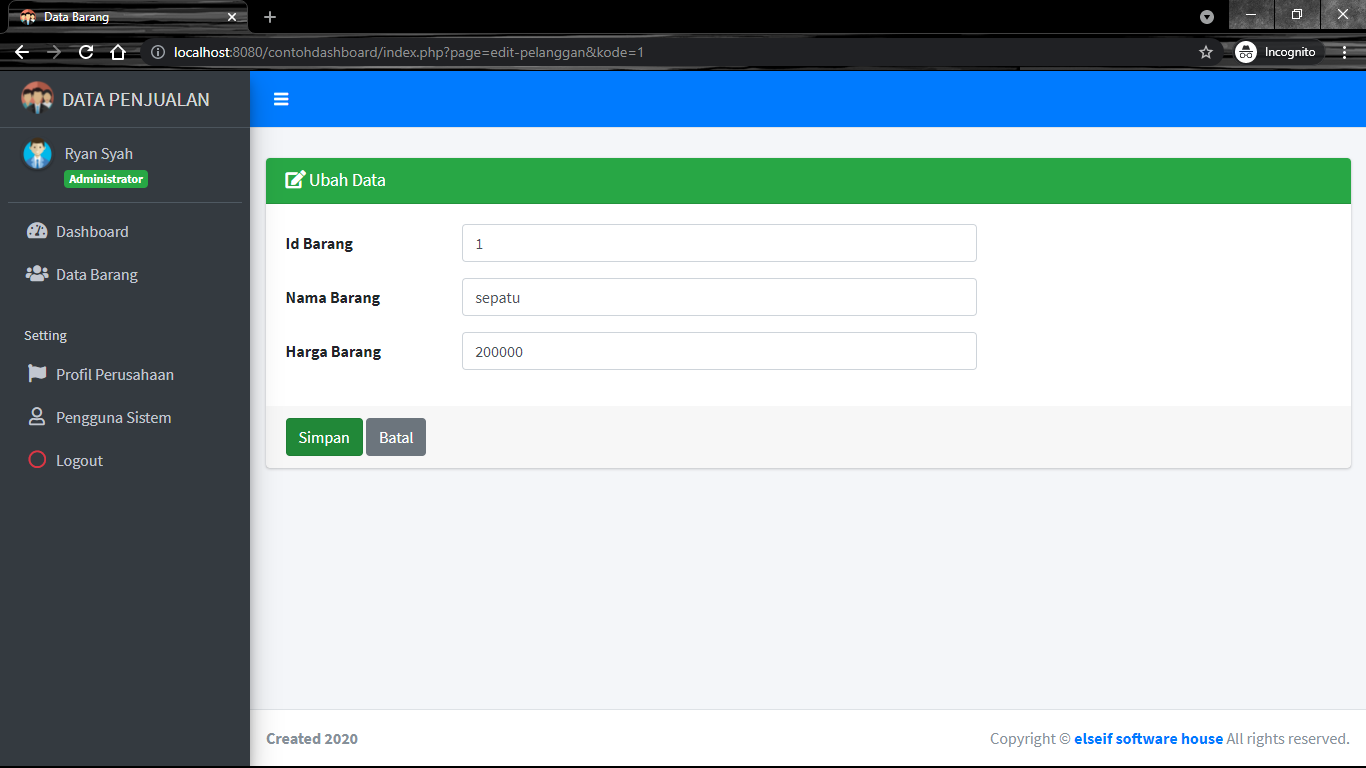 Data Barang
localhost:8080/contohdashboard/index.php?page=edit-pelanggan&kode=1
Incognito
DATA PENJUALAN
Ryan Syah
Administrator
Dashboard
Data Barang
Setting
Profil Perusahaan
Pengguna Sistem
Logout
Ubah Data
Id Barang 1
Nama Barang sepatu
Harga Barang 200000
Simpan Batal
Created 2020 Copyright © elseif software house All rights reserved.